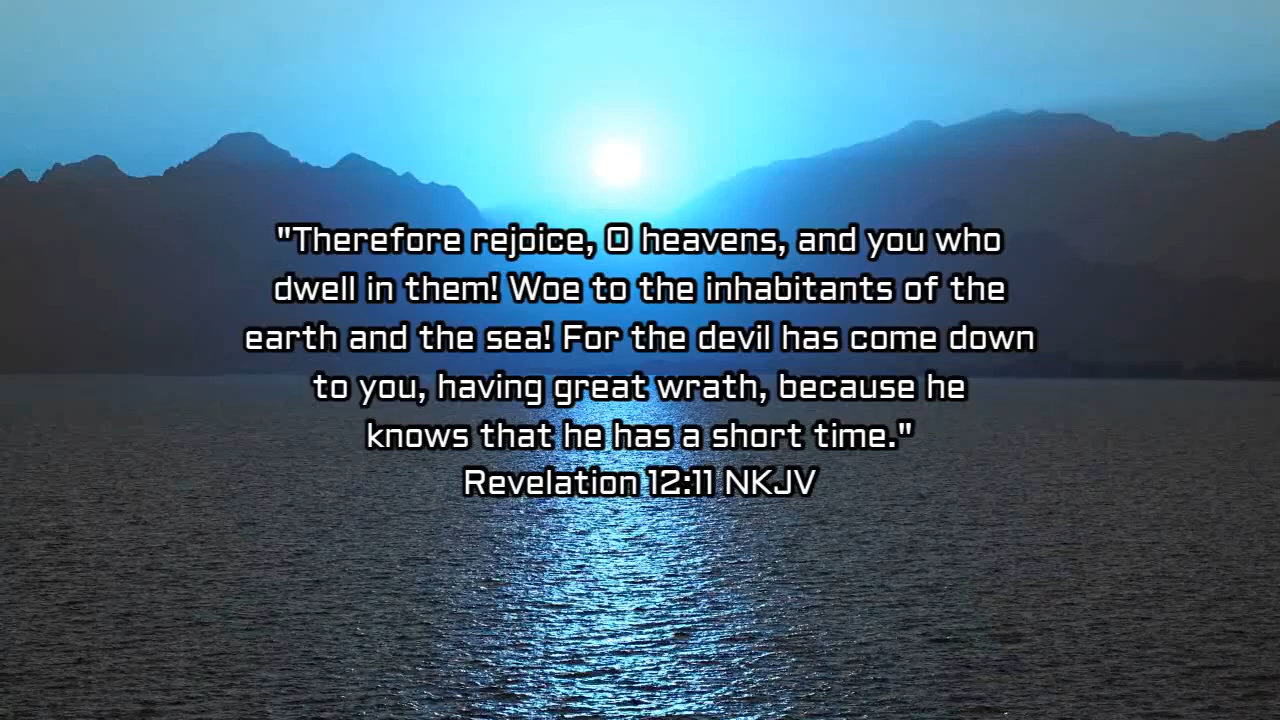 "Therefore rejoice, O heavens, and you who
dwell in them! Woe to the inhabitants of the
earth and the sea! For the devil has come down
to you, having great wrath, because he
knows that he has a short time."
Revelation 12:11 NKJV